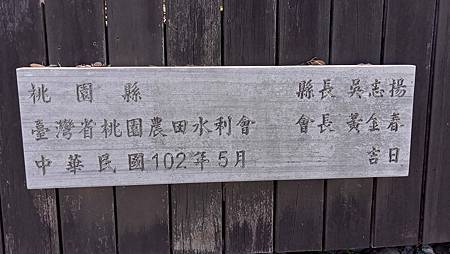 桃園縣 縣長 吳志揚
臺灣省桃園農田水利會 會長 黃金春
中華民國102年5月 吉日